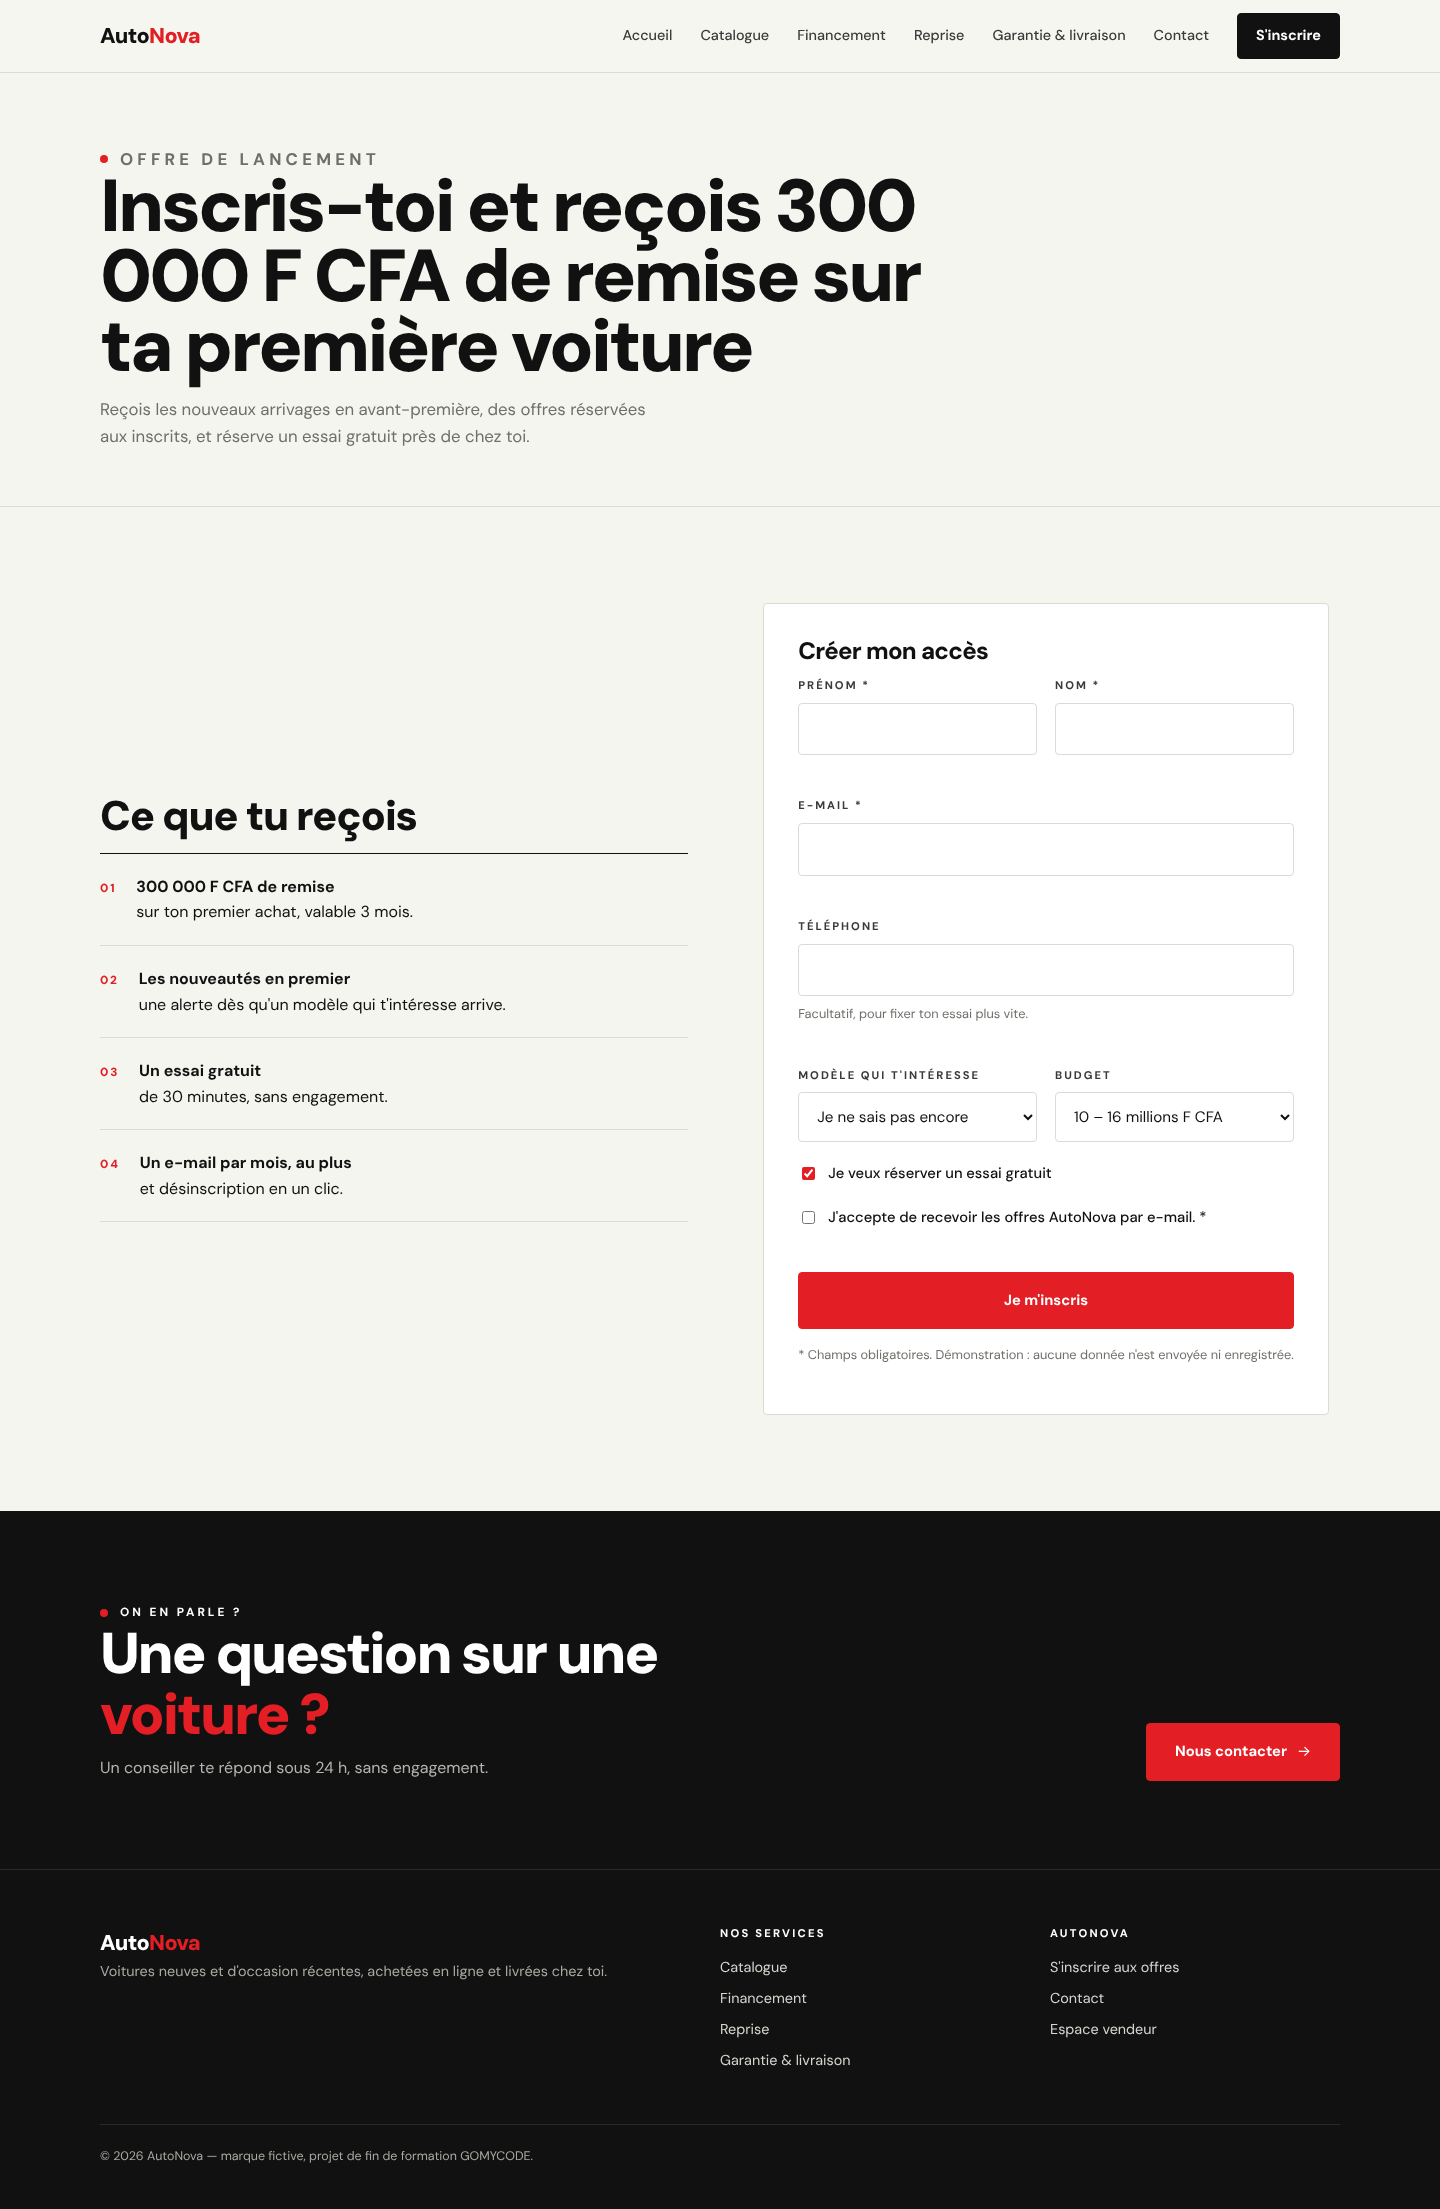 AutoNova
Accueil
Catalogue
Financement
Reprise
Garantie & livraison
Contact
S'inscrire
OFFRE DE LANCEMENT
Inscris-toi et reçois 300
000 F CFA de remise sur
ta première voiture
Reçois les nouveaux arrivages en avant-première, des offres réservées
aux inscrits, et réserve un essai gratuit près de chez toi.
Ce que tu reçois
01 300 000 F CFA de remise
sur ton premier achat, valable 3 mois.
02 Les nouveautés en premier
une alerte dès qu'un modèle qui t'intéresse arrive.
03 Un essai gratuit
de 30 minutes, sans engagement.
04 Un e-mail par mois, au plus
et désinscription en un clic.
Créer mon accès
PRÉNOM *
NOM *
E-MAIL *
TÉLÉPHONE
Facultatif, pour fixer ton essai plus vite.
MODÈLE QUI T'INTÉRESSE
BUDGET
Je ne sais pas encore
10 – 16 millions F CFA
Je veux réserver un essai gratuit
J'accepte de recevoir les offres AutoNova par e-mail. *
Je m'inscris
* Champs obligatoires. Démonstration : aucune donnée n'est envoyée ni enregistrée.
ON EN PARLE ?
Une question sur une
voiture ?
Un conseiller te répond sous 24 h, sans engagement.
Nous contacter →
AutoNova
Voitures neuves et d'occasion récentes, achetées en ligne et livrées chez toi.
NOS SERVICES
Catalogue
Financement
Reprise
Garantie & livraison
AUTONOVA
S'inscrire aux offres
Contact
Espace vendeur
© 2026 AutoNova — marque fictive, projet de fin de formation GOMYCODE.